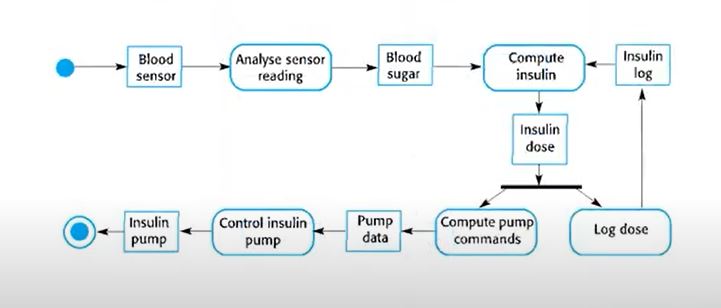 Blood
sensor
Analyse sensor
reading
Blood
sugar
Compute
insulin
Insulin
log
Insulin
dose
Insulin
pump
Control insulin
pump
Pump
data
Compute pump
commands
Log dose